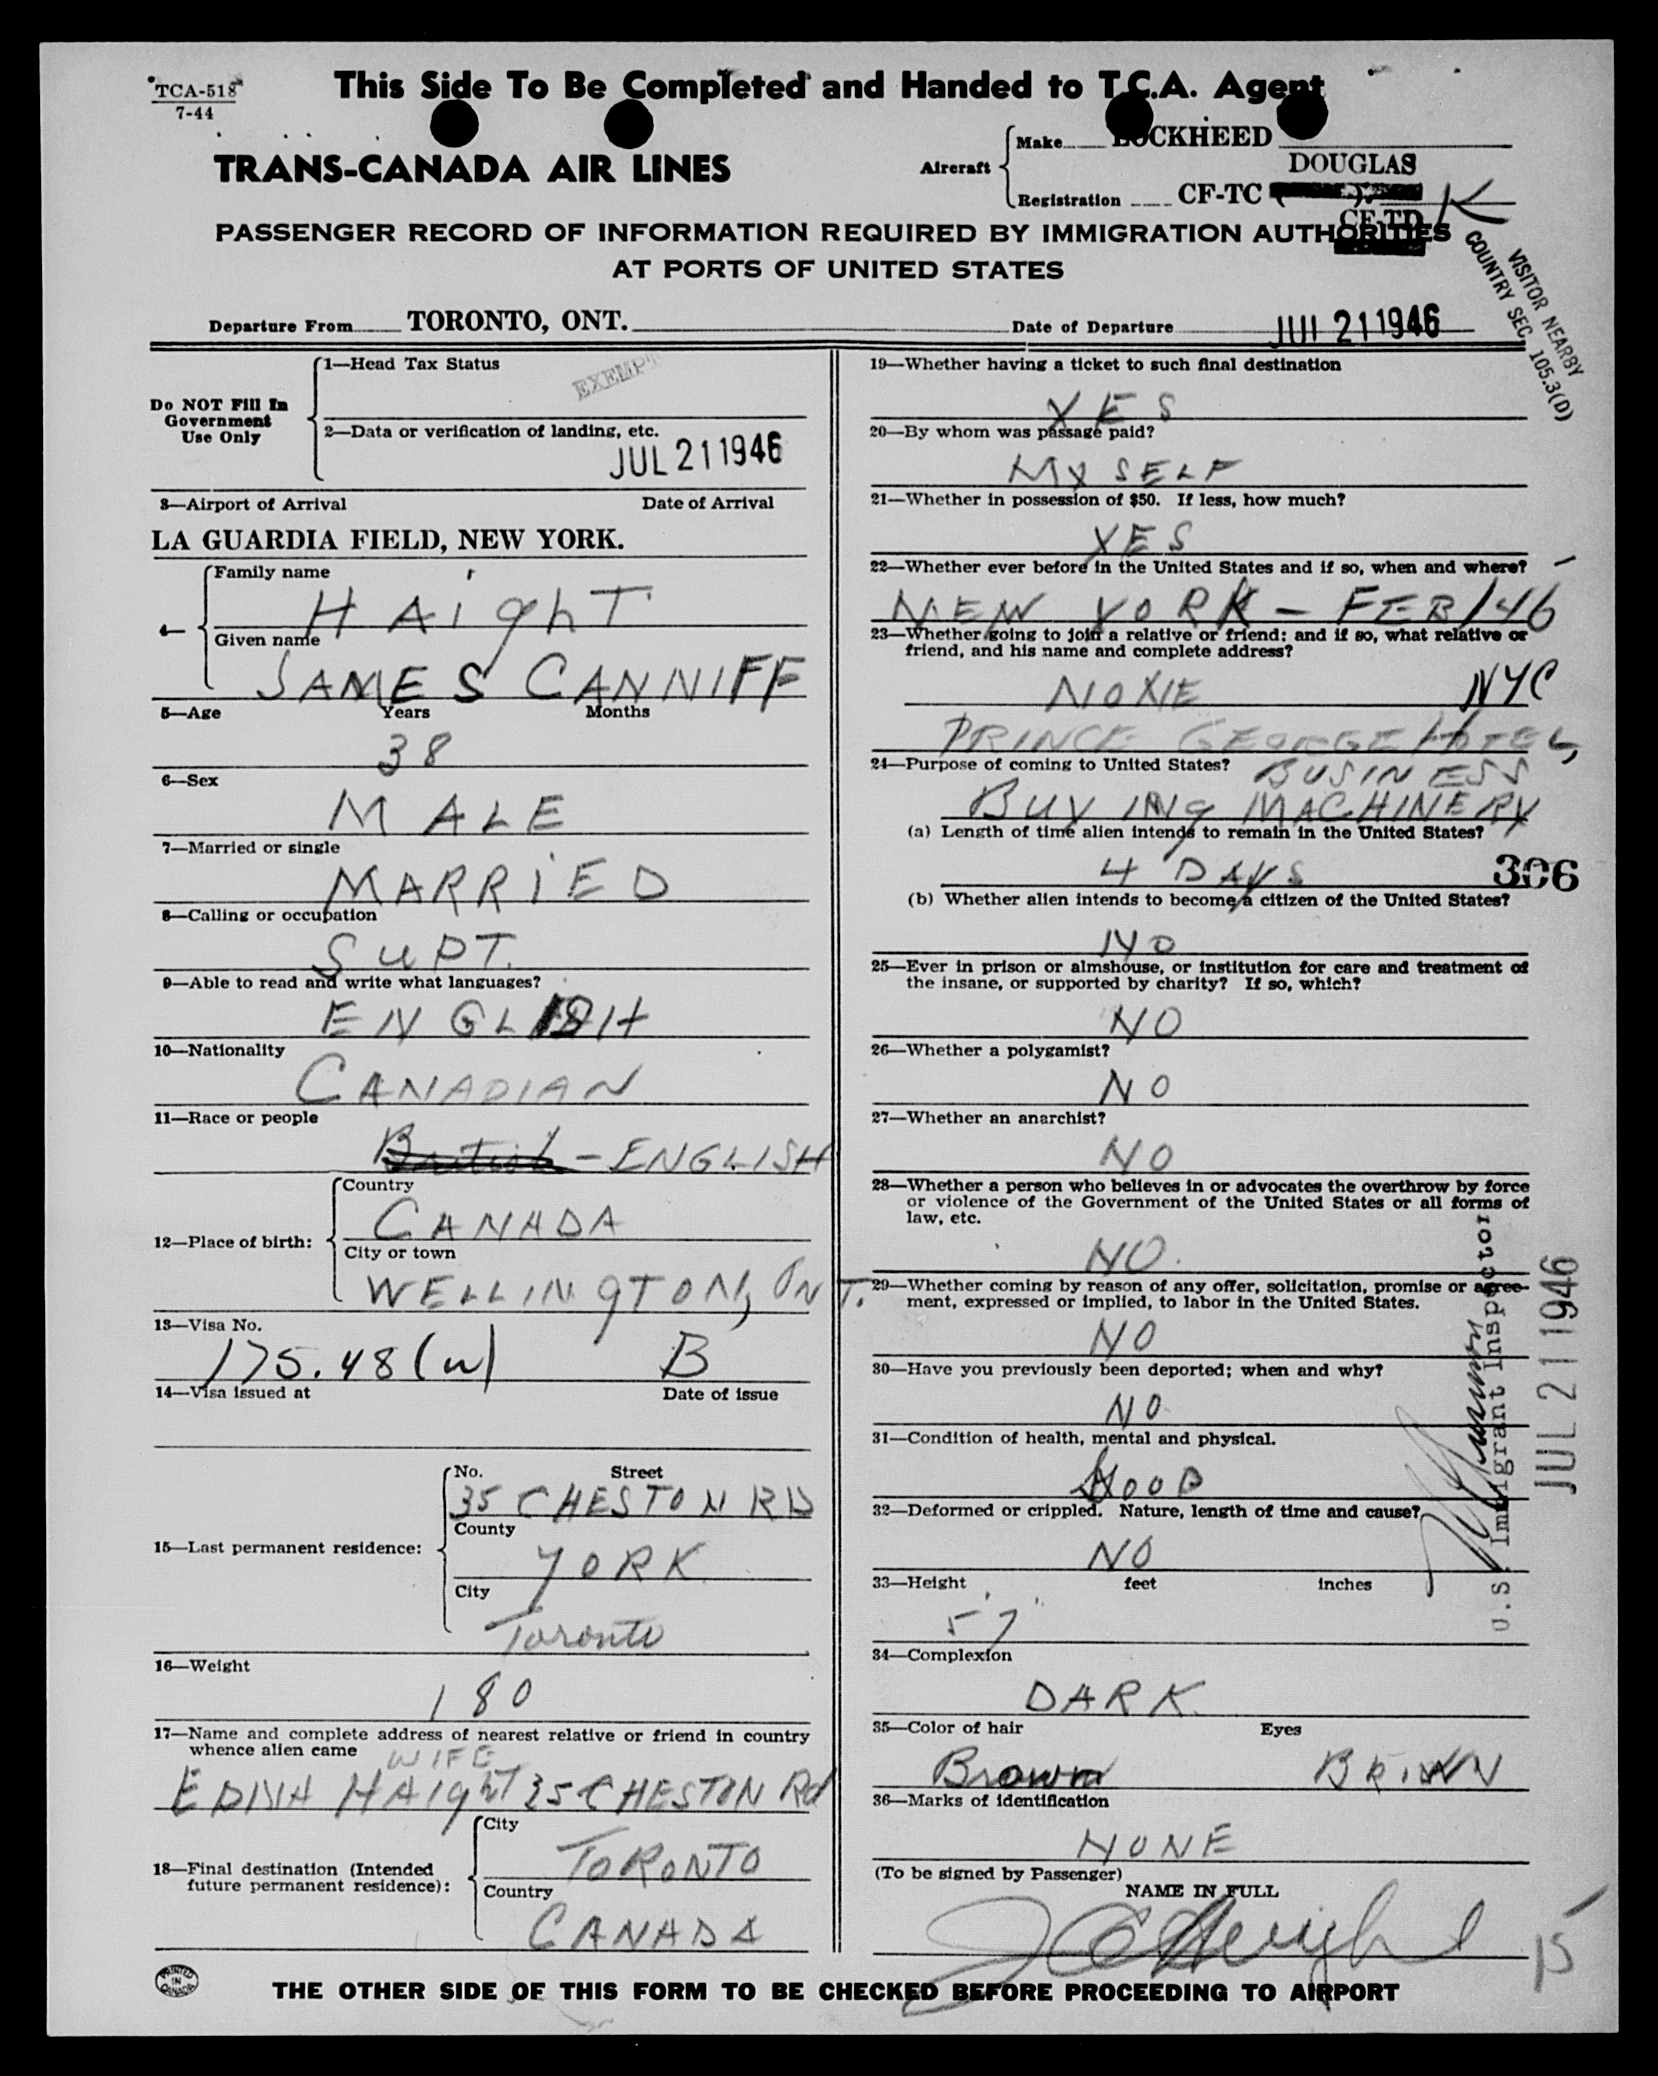 TCA-518
7-44
This Side To Be Completed and Handed to T.C.A. Agent
TRANS-CANADA AIR LINES
Aircraft
Make LOCKHEED
DOUGLAS
Registration CF-TC
CF-TD K
PASSENGER RECORD OF INFORMATION REQUIRED BY IMMIGRATION AUTHORITIES
AT PORTS OF UNITED STATES
VISITOR NEARBY
COUNTRY SEC. 105.3(D)
Departure From TORONTO, ONT.
Date of Departure JUL 21 1946
Do NOT Fill In
Government
Use Only
1—Head Tax Status
EXEMPT
2—Data or verification of landing, etc.
JUL 21 1946
3—Airport of Arrival Date of Arrival
LA GUARDIA FIELD, NEW YORK.
4—
Family name
HAighT
Given name
JAMES CANNIFF
5—Age Years Months
38
6—Sex
MALE
7—Married or single
MARRiED
8—Calling or occupation
SuPT.
9—Able to read and write what languages?
ENGLISH
10—Nationality
CANADIAN
11—Race or people
British - ENGLISH
12—Place of birth:
Country
CANADA
City or town
WELLINgTON, ONT.
13—Visa No.
175.48(w) B
14—Visa issued at Date of issue
15—Last permanent residence:
No. Street
35 CHESTON RD
County
YORK
City
Toronto
16—Weight
180
17—Name and complete address of nearest relative or friend in country
whence alien came
WIFE
EDNA HAighT 35 CHESTON Rd
18—Final destination (Intended
future permanent residence):
City
TORONTO
Country
CANADA
19—Whether having a ticket to such final destination
YES
20—By whom was passage paid?
MYSELF
21—Whether in possession of $50. If less, how much?
YES
22—Whether ever before in the United States and if so, when and where?
NEW YORK - FEB/46
23—Whether going to join a relative or friend; and if so, what relative or
friend, and his name and complete address?
NOXIE NYC
PRINCE GEORGE HOTEL,
24—Purpose of coming to United States? BUSINESS
BUYINg MACHINERY
(a) Length of time alien intends to remain in the United States?
4 DAYS
306
(b) Whether alien intends to become a citizen of the United States?
NO
25—Ever in prison or almshouse, or institution for care and treatment of
the insane, or supported by charity? If so, which?
NO
26—Whether a polygamist?
NO
27—Whether an anarchist?
NO
28—Whether a person who believes in or advocates the overthrow by force
or violence of the Government of the United States or all forms of
law, etc.
NO.
29—Whether coming by reason of any offer, solicitation, promise or agree-
ment, expressed or implied, to labor in the United States.
NO
30—Have you previously been deported; when and why?
NO
31—Condition of health, mental and physical.
GOOD
32—Deformed or crippled. Nature, length of time and cause?
NO
33—Height feet inches
5' 7"
34—Complexion
DARK
35—Color of hair Eyes
Brown BROWN
36—Marks of identification
NONE
U.S. Immigrant Inspector
JUL 21 1946
(To be signed by Passenger)
NAME IN FULL
J C Haight
15
PRINTED
IN
CANADA
THE OTHER SIDE OF THIS FORM TO BE CHECKED BEFORE PROCEEDING TO AIRPORT